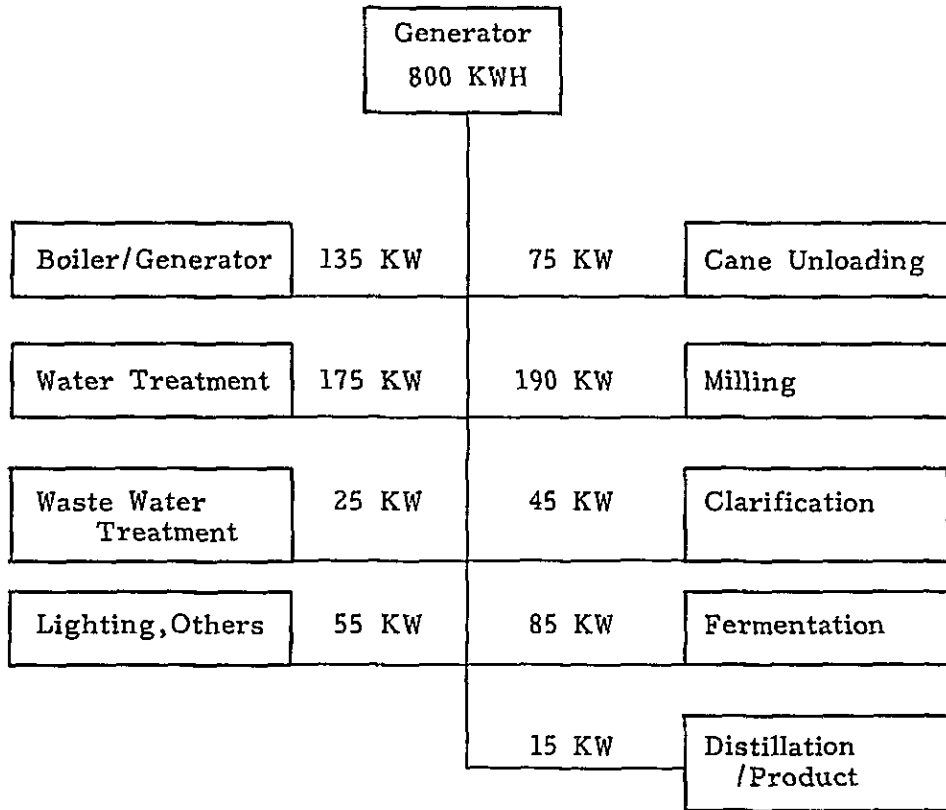 Generator
800 KWH
Boiler/Generator 135 KW 75 KW Cane Unloading
Water Treatment 175 KW 190 KW Milling
Waste Water 25 KW 45 KW Clarification
Treatment
Lighting,Others 55 KW 85 KW Fermentation
15 KW Distillation
/Product